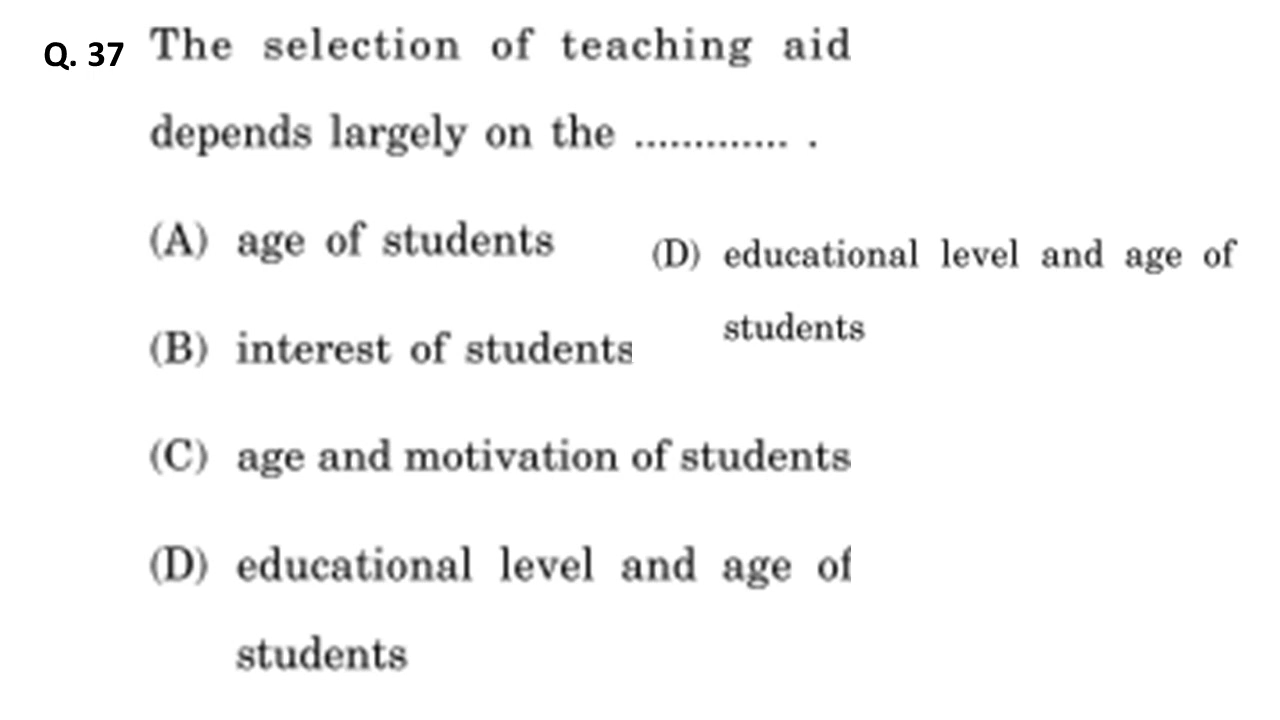 Q. 37 The selection of teaching aid
depends largely on the ............. .
(A) age of students
(B) interest of students
(C) age and motivation of students
(D) educational level and age of
students
(D) educational level and age of
students